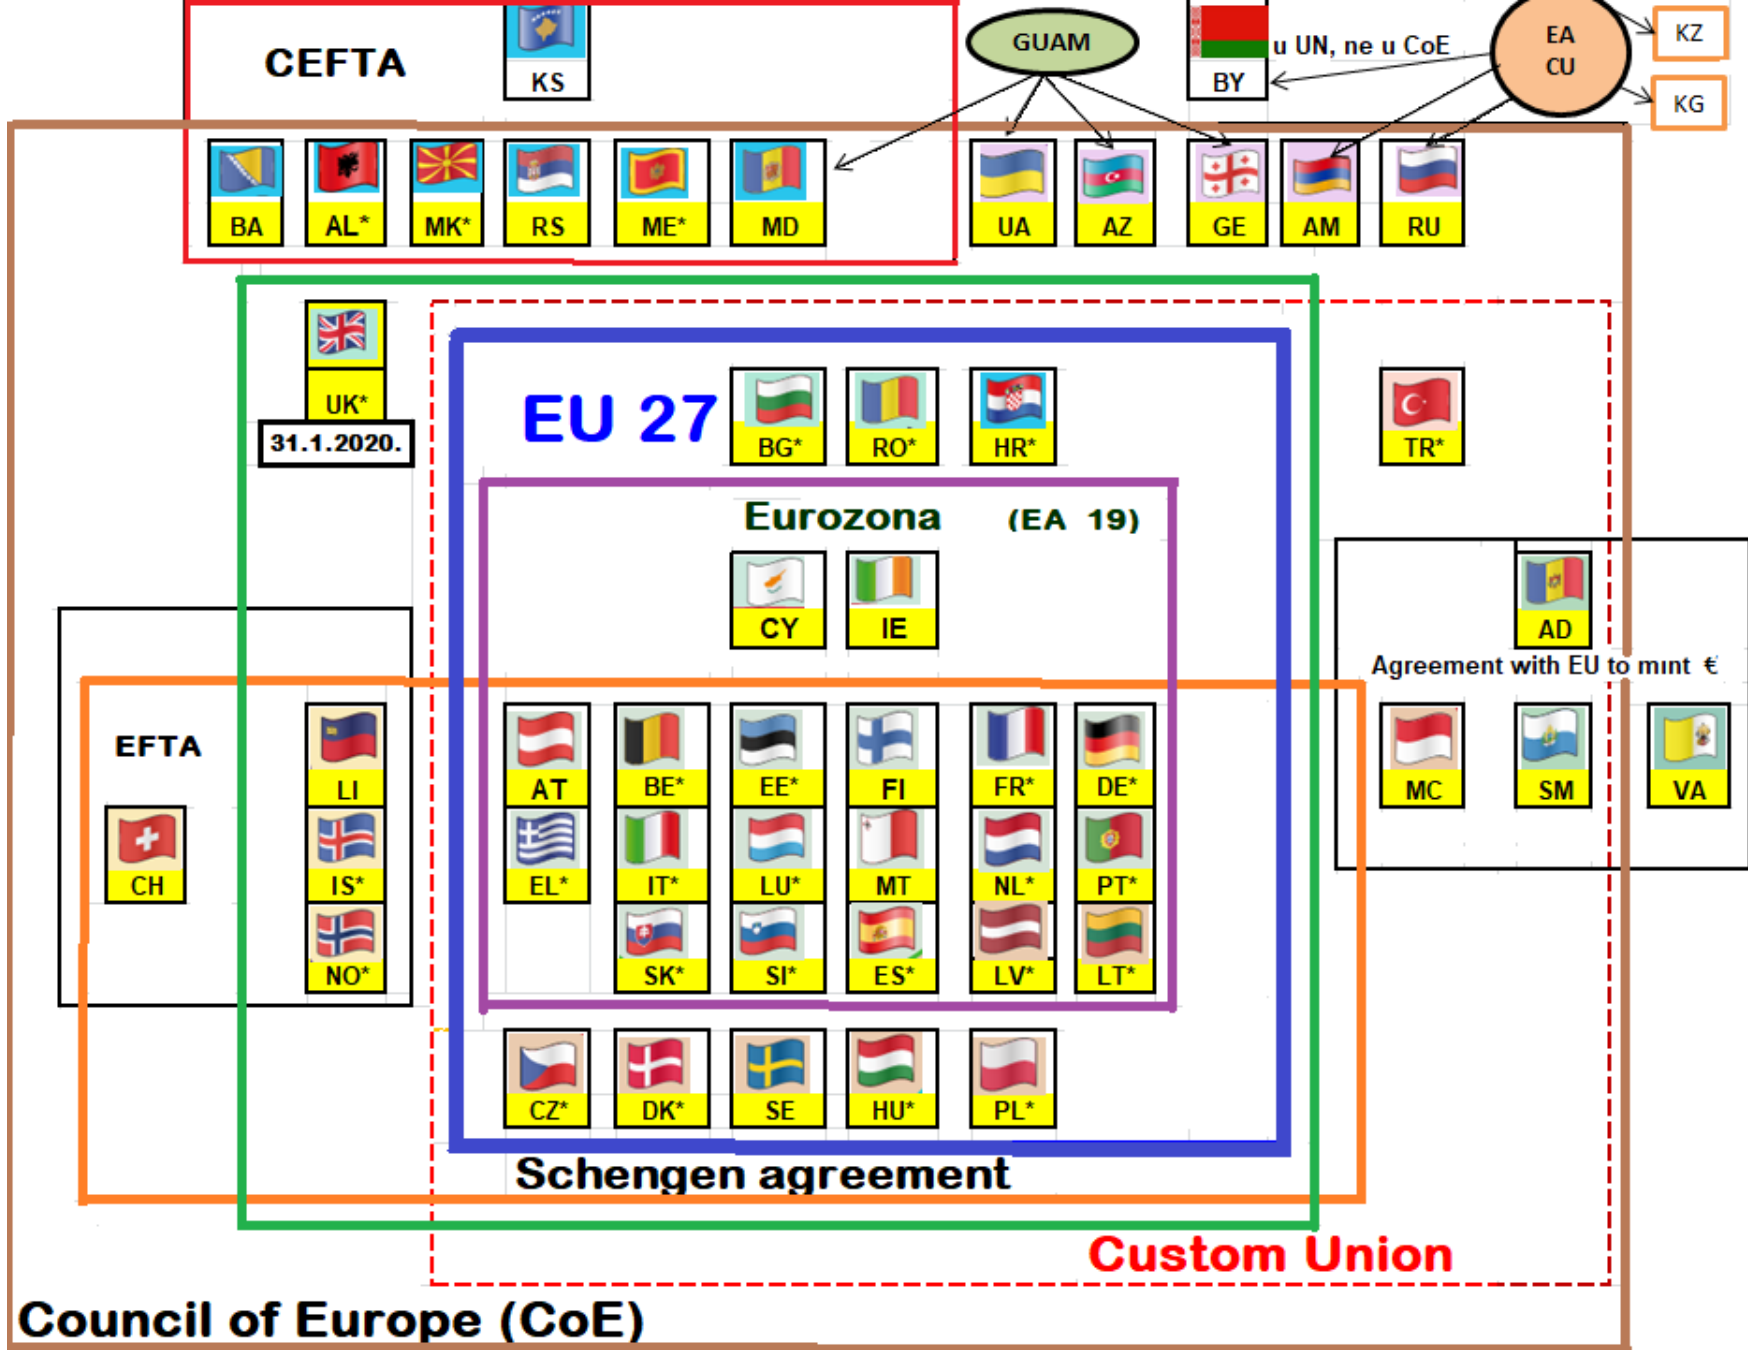 CEFTA
KS
GUAM
BY
u UN, ne u CoE
EA
CU
KZ
KG
BA
AL*
MK*
RS
ME*
MD
UA
AZ
GE
AM
RU
UK*
31.1.2020.
EU 27
BG*
RO*
HR*
TR*
Eurozona (EA 19)
CY
IE
AD
Agreement with EU to mınt €
EFTA
LI
AT
BE*
EE*
FI
FR*
DE*
MC
SM
VA
CH
IS*
EL*
IT*
LU*
MT
NL*
PT*
NO*
SK*
SI*
ES*
LV*
LT*
CZ*
DK*
SE
HU*
PL*
Schengen agreement
Custom Union
Council of Europe (CoE)